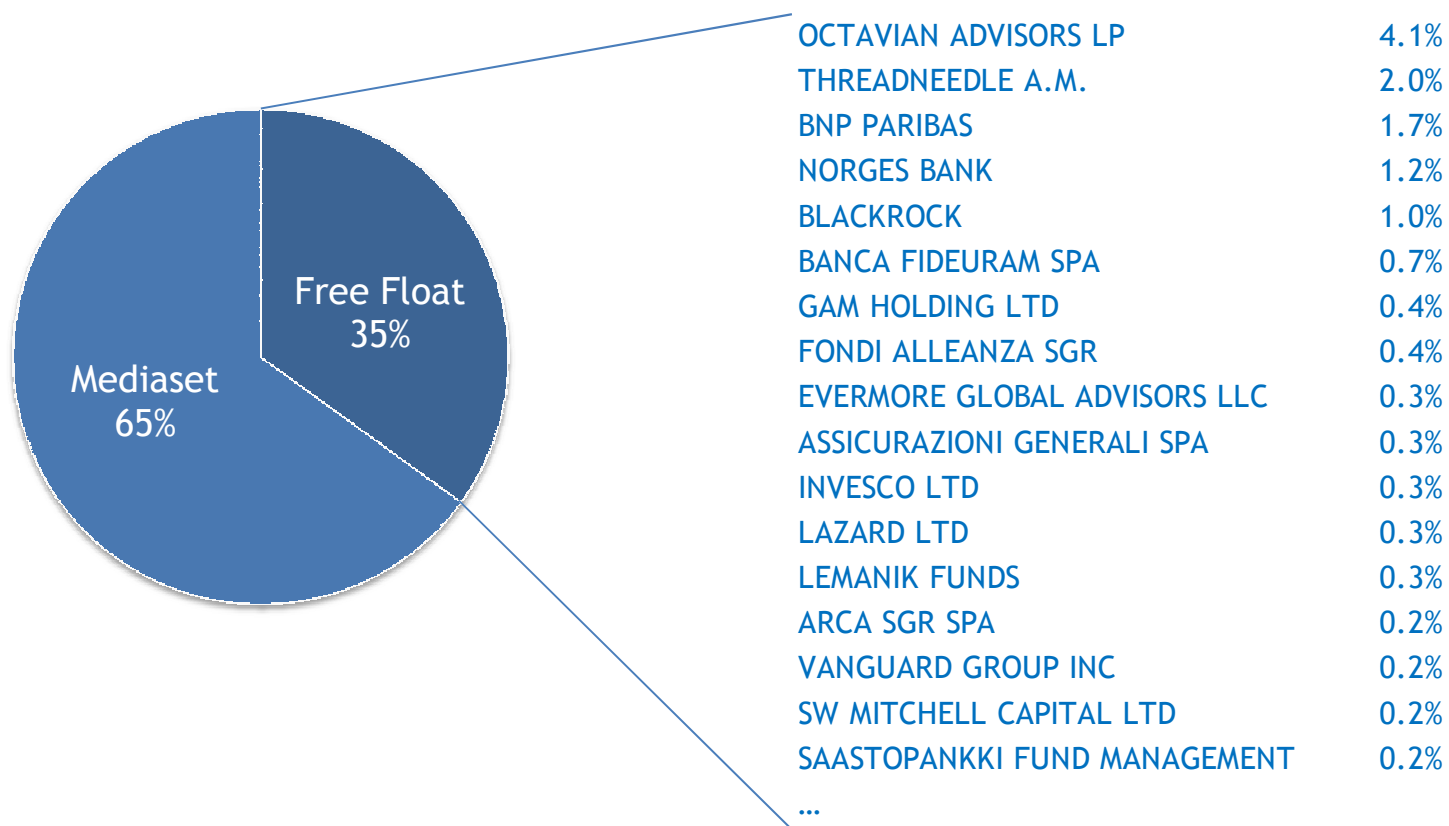 OCTAVIAN ADVISORS LP 4.1%
THREADNEEDLE A.M. 2.0%
BNP PARIBAS 1.7%
NORGES BANK 1.2%
BLACKROCK 1.0%
BANCA FIDEURAM SPA 0.7%
GAM HOLDING LTD 0.4%
FONDI ALLEANZA SGR 0.4%
EVERMORE GLOBAL ADVISORS LLC 0.3%
ASSICURAZIONI GENERALI SPA 0.3%
INVESCO LTD 0.3%
LAZARD LTD 0.3%
LEMANIK FUNDS 0.3%
ARCA SGR SPA 0.2%
VANGUARD GROUP INC 0.2%
SW MITCHELL CAPITAL LTD 0.2%
SAASTOPANKKI FUND MANAGEMENT 0.2%
…
Free Float
35%
Mediaset
65%